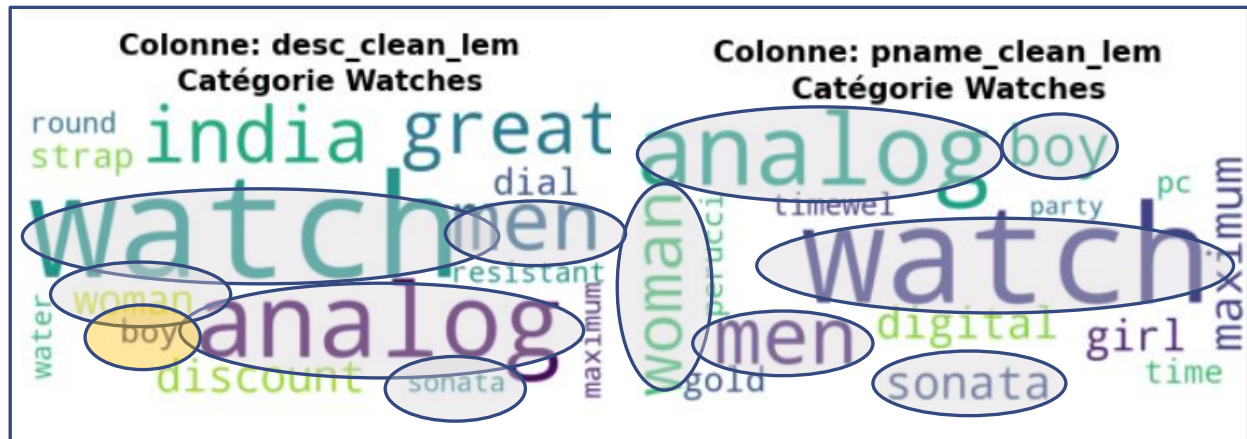 Colonne: desc_clean_lem
Catégorie Watches
round
india
great
strap
dial
watch
men
resistant
woman
water
boy
analog
maximum
discount
sonata
Colonne: pname_clean_lem
Catégorie Watches
analog
boy
pc
maximum
timewel
party
woman
perucci
watch
men
digital
girl
gold
sonata
time